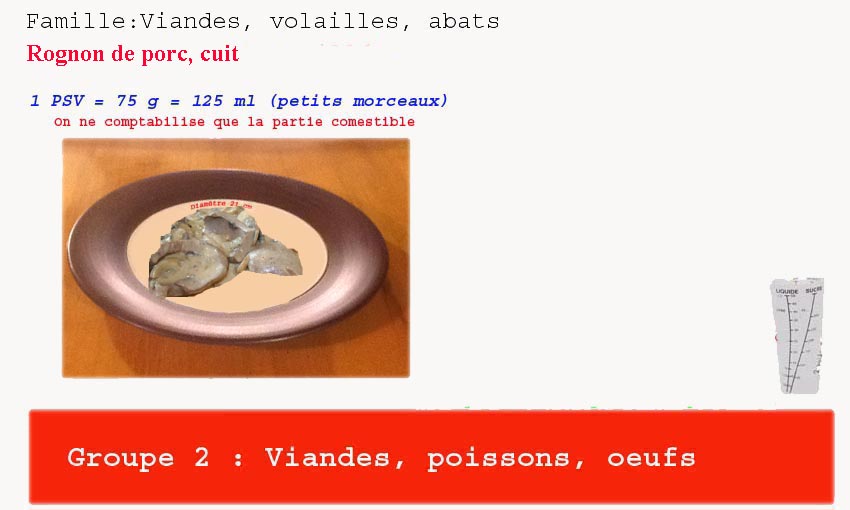 Famille:Viandes, volailles, abats
Rognon de porc, cuit
1 PSV = 75 g = 125 ml (petits morceaux)
On ne comptabilise que la partie comestible
Diamètre 21 cm
LIQUIDE SUCRE
Groupe 2 : Viandes, poissons, oeufs